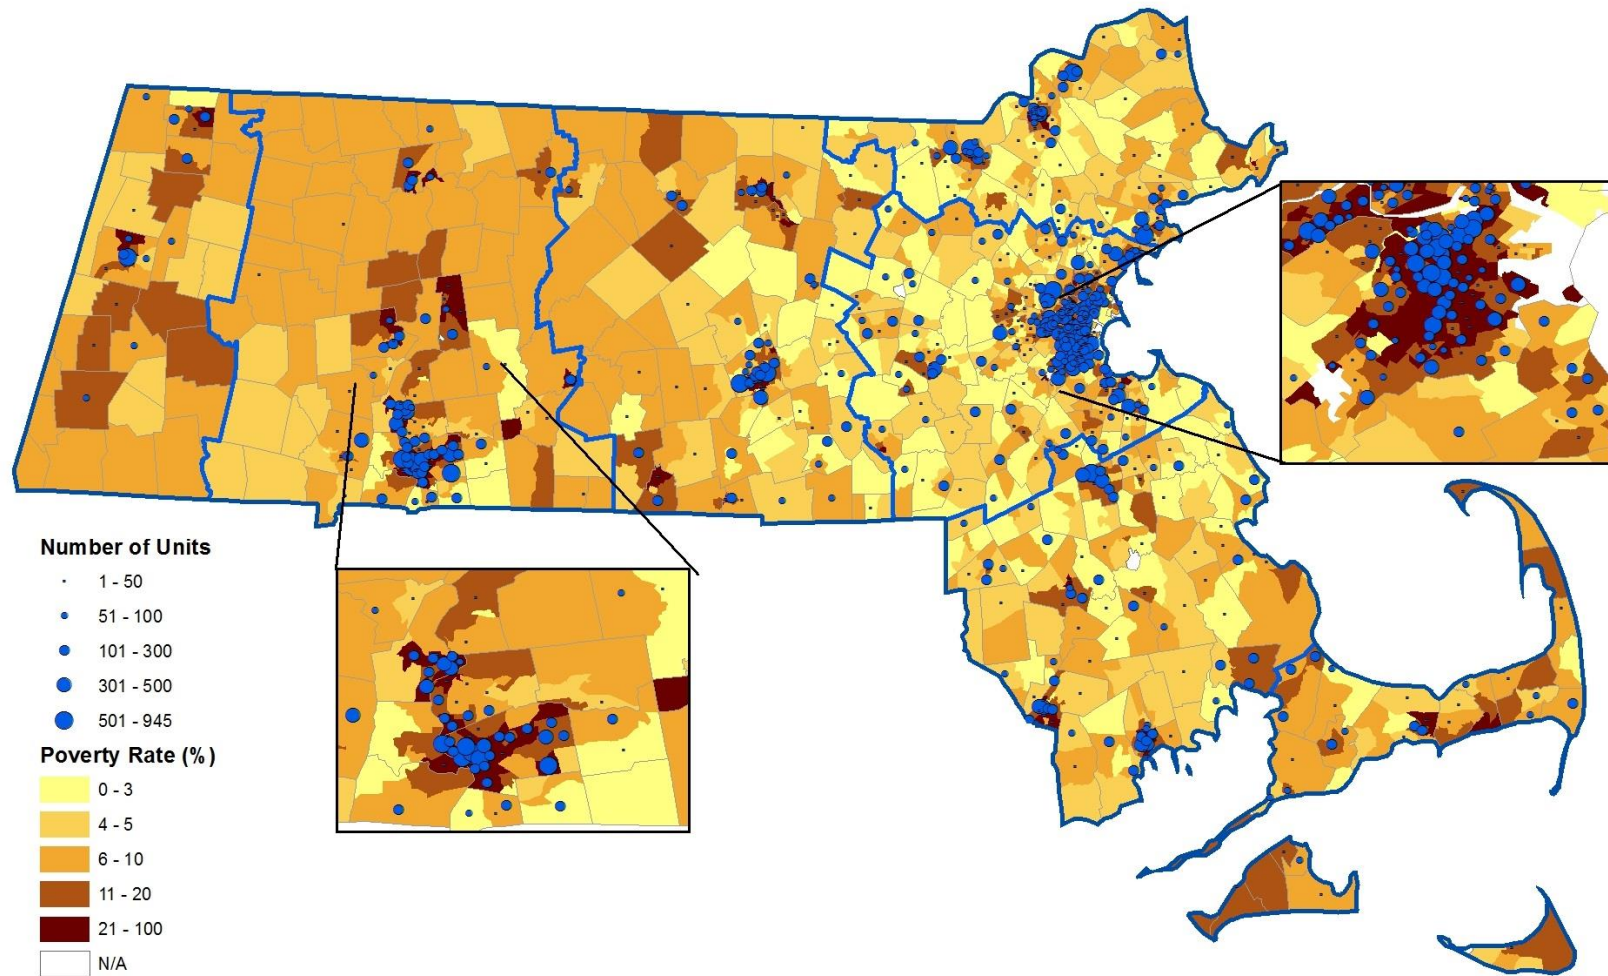 Number of Units
1 - 50
51 - 100
101 - 300
301 - 500
501 - 945
Poverty Rate (%)
0 - 3
4 - 5
6 - 10
11 - 20
21 - 100
N/A